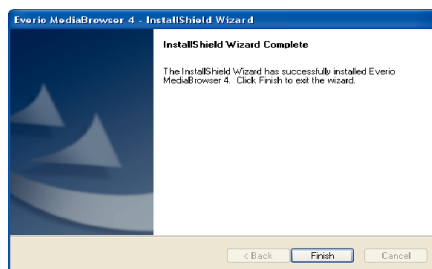 Everio MediaBrowser 4 - InstallShield Wizard
InstallShield Wizard Complete
The InstallShield Wizard has successfully installed Everio
MediaBrowser 4. Click Finish to exit the wizard.
< Back
Finish
Cancel